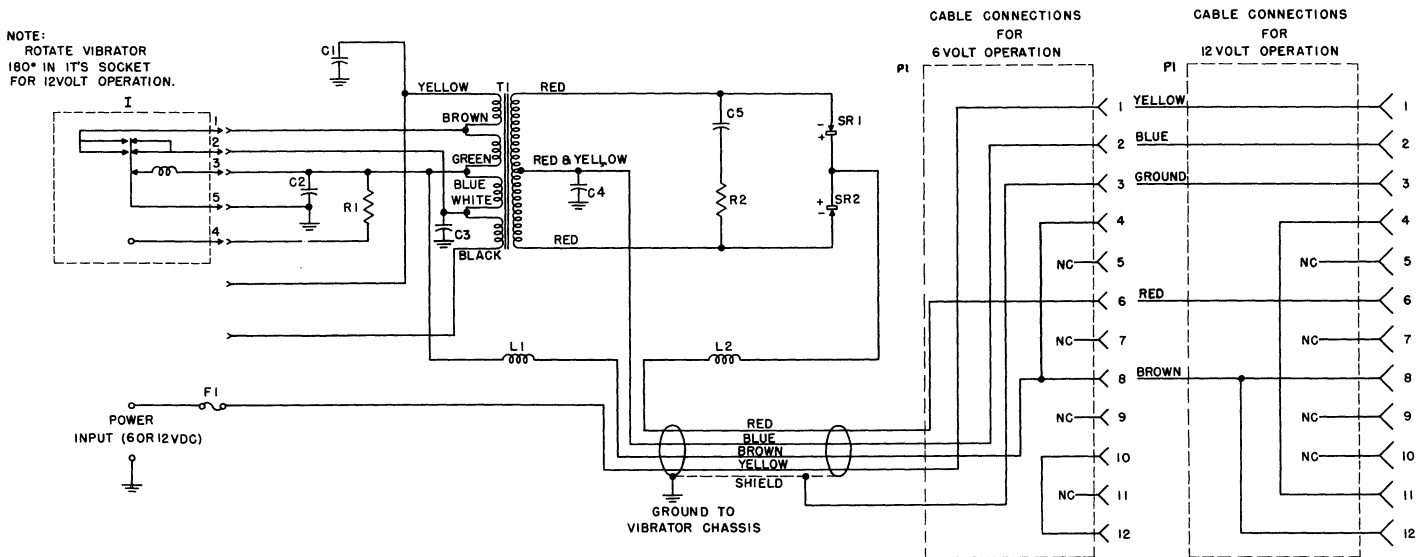 NOTE:
ROTATE VIBRATOR
180° IN IT'S SOCKET
FOR 12VOLT OPERATION.
I
1
2
3
5
4
C1
C2
R1
C3
YELLOW
BROWN
GREEN
BLUE
WHITE
BLACK
T1
RED
RED & YELLOW
C4
RED
C5
R2
-
+
SR1
+
-
SR2
L1
L2
F1
POWER
INPUT (6OR12VDC)
RED
BLUE
BROWN
YELLOW
SHIELD
GROUND TO
VIBRATOR CHASSIS
CABLE CONNECTIONS
FOR
6VOLT OPERATION
P1
1
2
3
4
NC 5
6
NC 7
8
NC 9
10
NC 11
12
CABLE CONNECTIONS
FOR
12VOLT OPERATION
P1
YELLOW 1
BLUE 2
GROUND 3
4
NC 5
RED 6
NC 7
BROWN 8
NC 9
NC 10
11
12